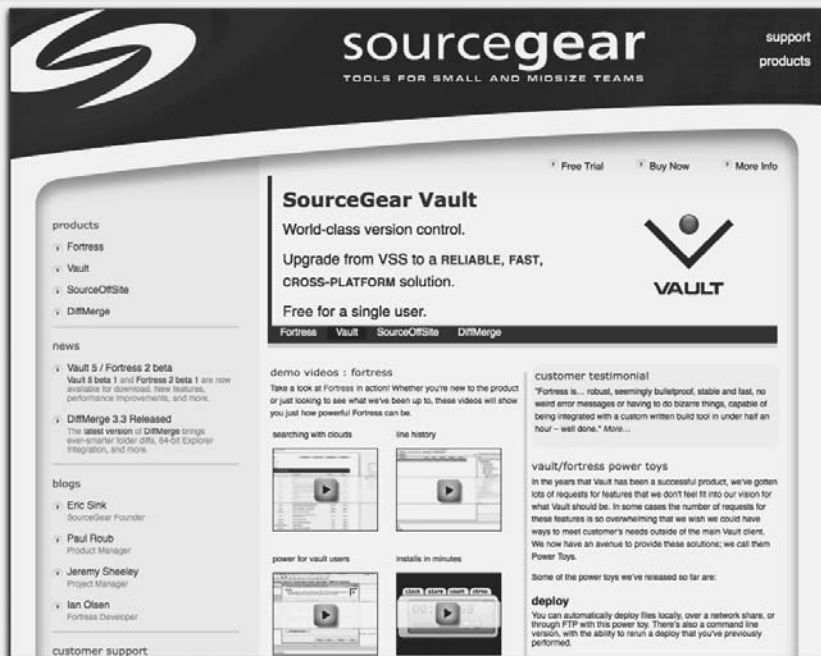 sourcegear
TOOLS FOR SMALL AND MIDSIZE TEAMS
support
products
Free Trial
Buy Now
More Info
SourceGear Vault
World-class version control.
Upgrade from VSS to a RELIABLE, FAST,
CROSS-PLATFORM solution.
Free for a single user.
VAULT
Fortress
Vault
SourceOffSite
DiffMerge
products
Fortress
Vault
SourceOffSite
DiffMerge
news
Vault 5 / Fortress 2 beta
Vault 5 beta 1 and Fortress 2 beta 1 are now
available for download. New features,
performance improvements, and more.
DiffMerge 3.3 Released
The latest version of DiffMerge brings
ever-smarter folder diffs, 64-bit Explorer
Integration, and more.
blogs
Eric Sink
SourceGear Founder
Paul Roub
Product Manager
Jeremy Sheeley
Project Manager
Ian Olsen
Fortress Developer
customer support
demo videos : fortress
Take a look at Fortress in action! Whether you're new to the product
or just looking to see what we've been up to, these videos will show
you just how powerful Fortress can be.
searching with clouds
line history
power for vault users
installs in minutes
customer testimonial
"Fortress is... robust, seemingly bulletproof, stable and fast, no
weird error messages or having to do bizarre things, capable of
being integrated with a custom written build tool in under half an
hour – well done." More...
vault/fortress power toys
In the years that Vault has been a successful product, we've gotten
lots of requests for features that we don't feel fit into our vision for
what Vault should be. In some cases the number of requests for
these features is so overwhelming that we wish we could have
ways to meet customer's needs outside of the main Vault client.
We now have an avenue to provide these solutions; we call them
Power Toys.
Some of the power toys we've released so far are:
deploy
You can automatically deploy files locally, over a network share, or
through FTP with this power toy. There's also a command line
version, with the ability to rerun a deploy that you've previously
performed.